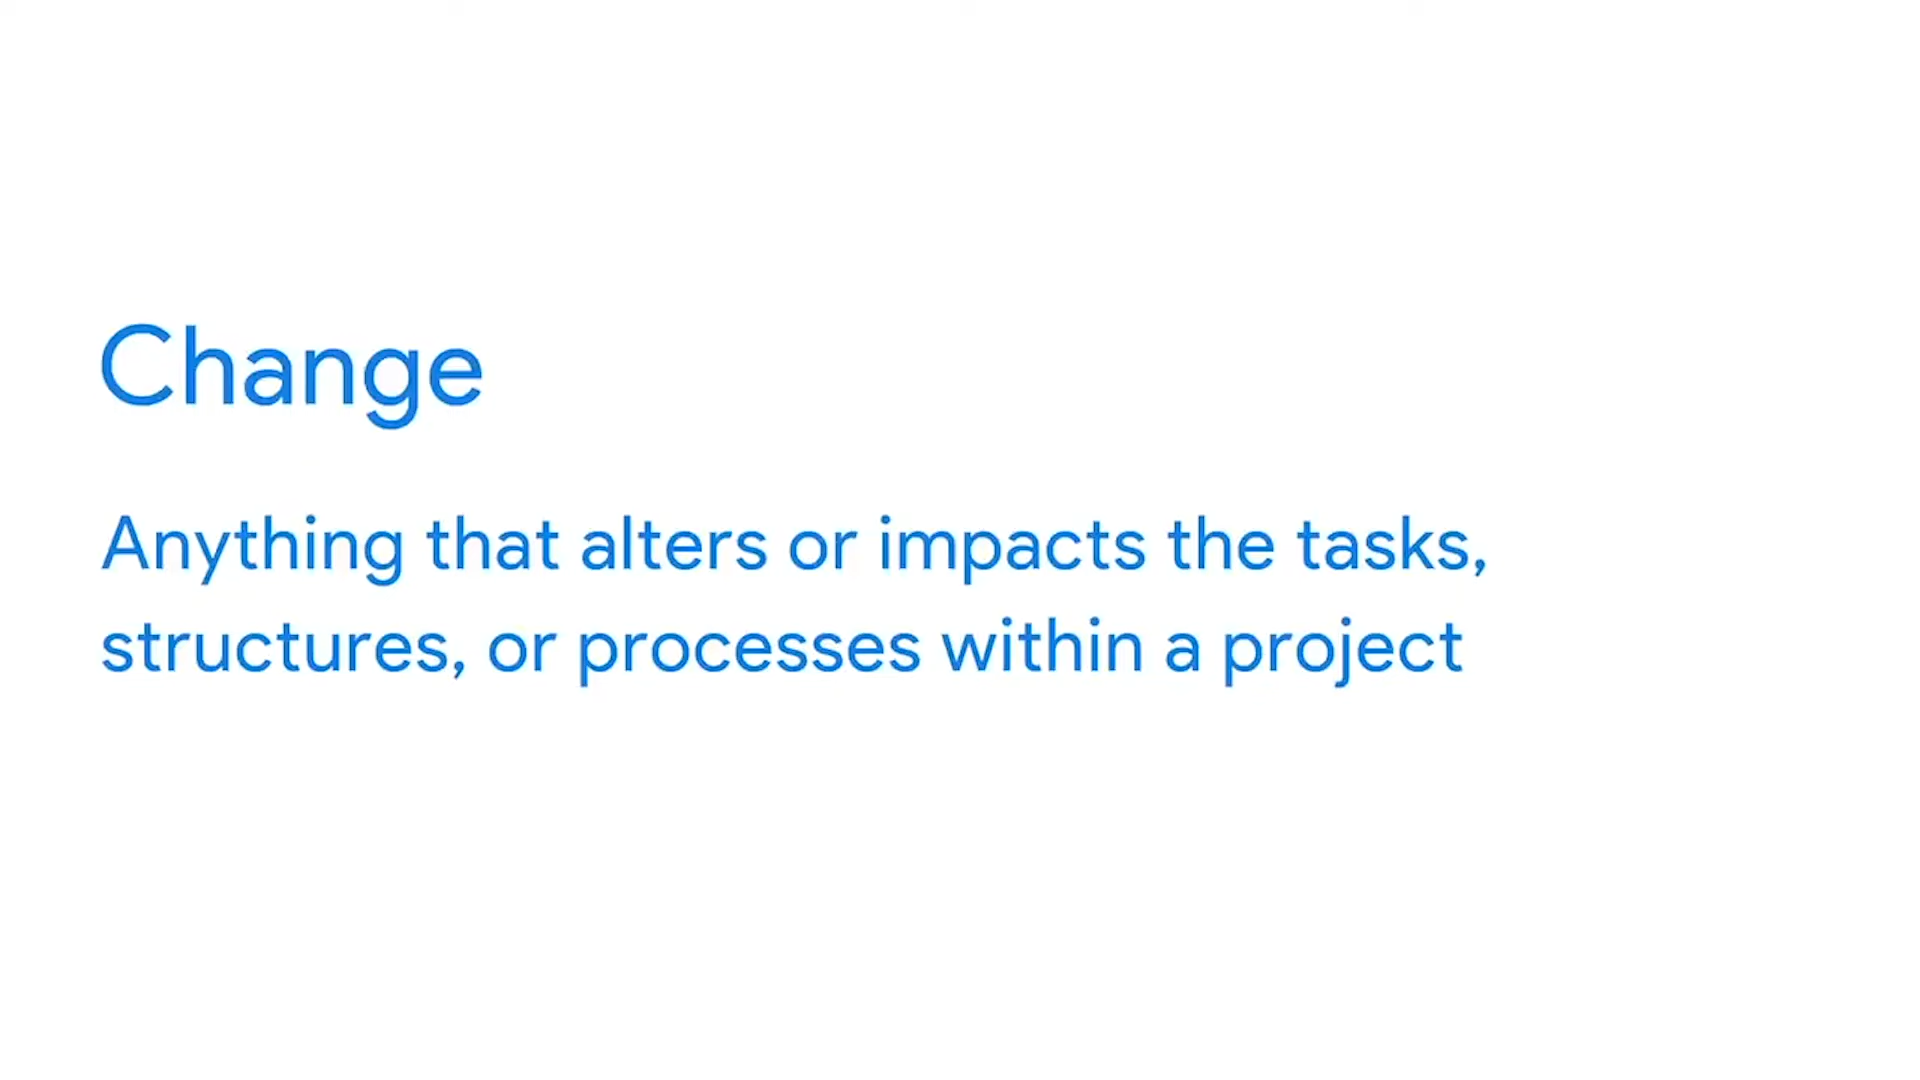 Change
Anything that alters or impacts the tasks,
structures, or processes within a project